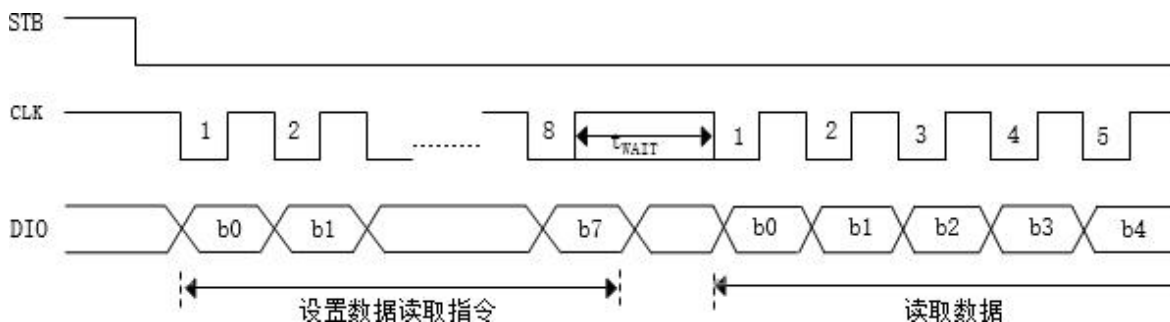 STB
CLK 1 2 8 tWAIT 1 2 3 4 5
DIO b0 b1 b7 b0 b1 b2 b3 b4
设置数据读取指令 读取数据